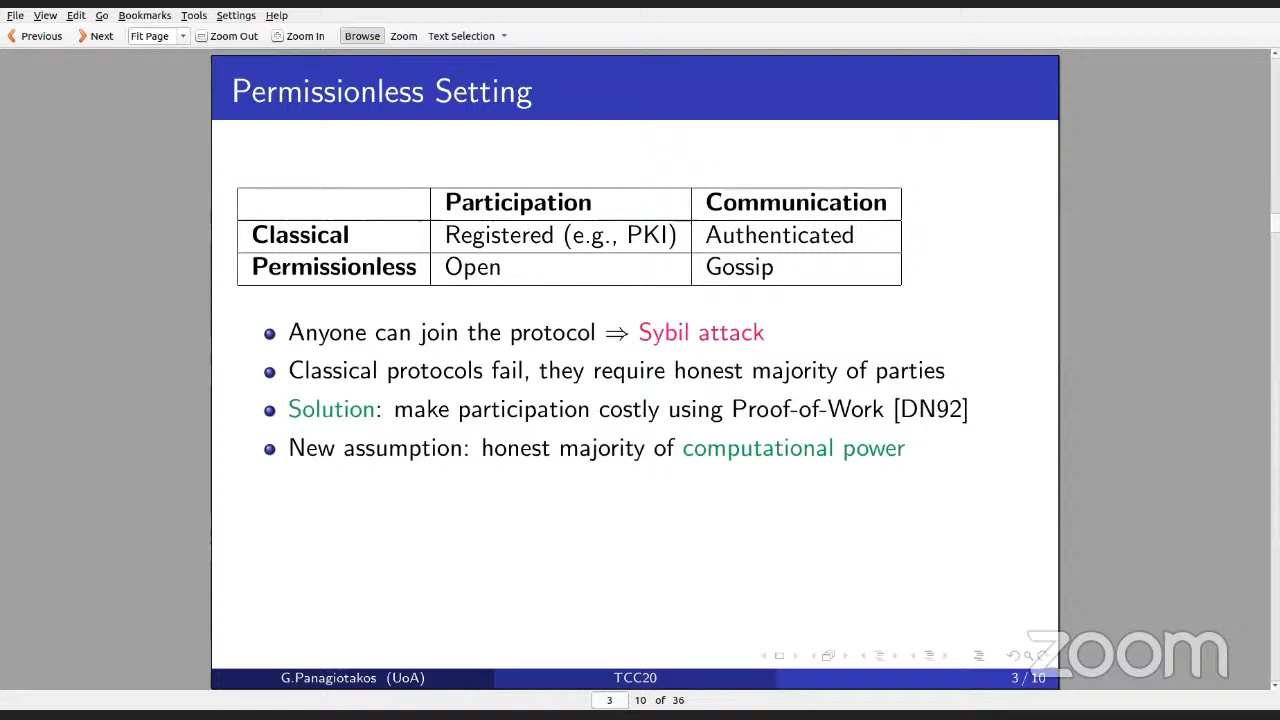 File View Edit Go Bookmarks Tools Settings Help
Previous Next Fit Page Zoom Out Zoom In Browse Zoom Text Selection
Permissionless Setting
Participation Communication
Classical Registered (e.g., PKI) Authenticated
Permissionless Open Gossip
Anyone can join the protocol ⇒ Sybil attack
Classical protocols fail, they require honest majority of parties
Solution: make participation costly using Proof-of-Work [DN92]
New assumption: honest majority of computational power
zoom
G.Panagiotakos (UoA) TCC20 3 / 10
3 10 of 36